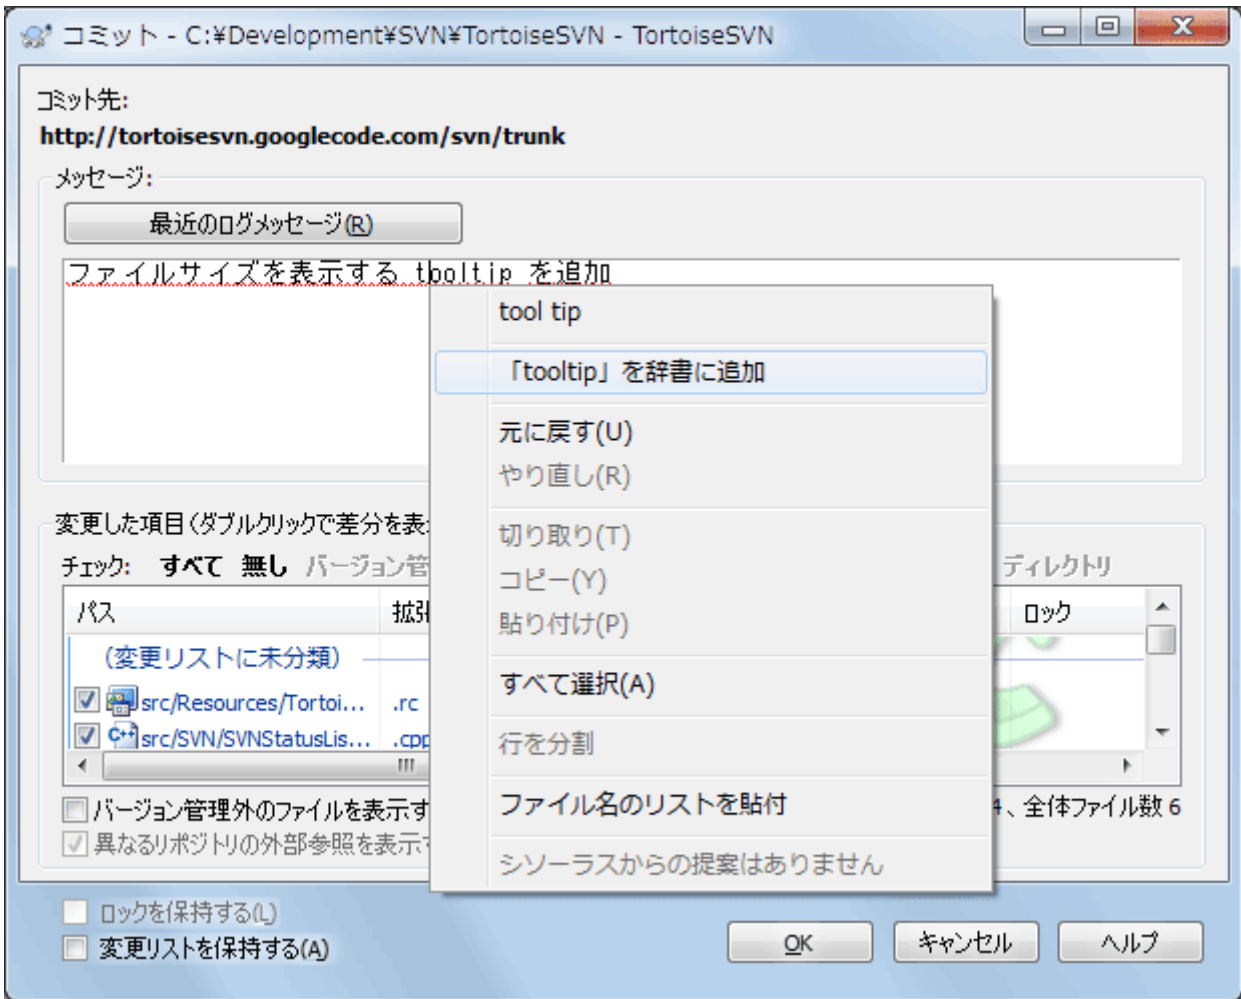 コミット - C:¥Development¥SVN¥TortoiseSVN - TortoiseSVN
コミット先:
http://tortoisesvn.googlecode.com/svn/trunk
メッセージ:
最近のログメッセージ(R)
ファイルサイズを表示する tooltip を追加
tool tip
「tooltip」を辞書に追加
元に戻す(U)
やり直し(R)
切り取り(T)
コピー(Y)
貼り付け(P)
すべて選択(A)
行を分割
ファイル名のリストを貼付
シソーラスからの提案はありません
変更した項目(ダブルクリックで差分を表
チェック: すべて 無し バージョン管 ディレクトリ
パス 拡張 ロック
(変更リストに未分類)
src/Resources/Tortoi... .rc
src/SVN/SVNStatusLis... .cpp
バージョン管理外のファイルを表示す 4、全体ファイル数 6
異なるリポジトリの外部参照を表示
ロックを保持する(L)
変更リストを保持する(A)
OK キャンセル ヘルプ